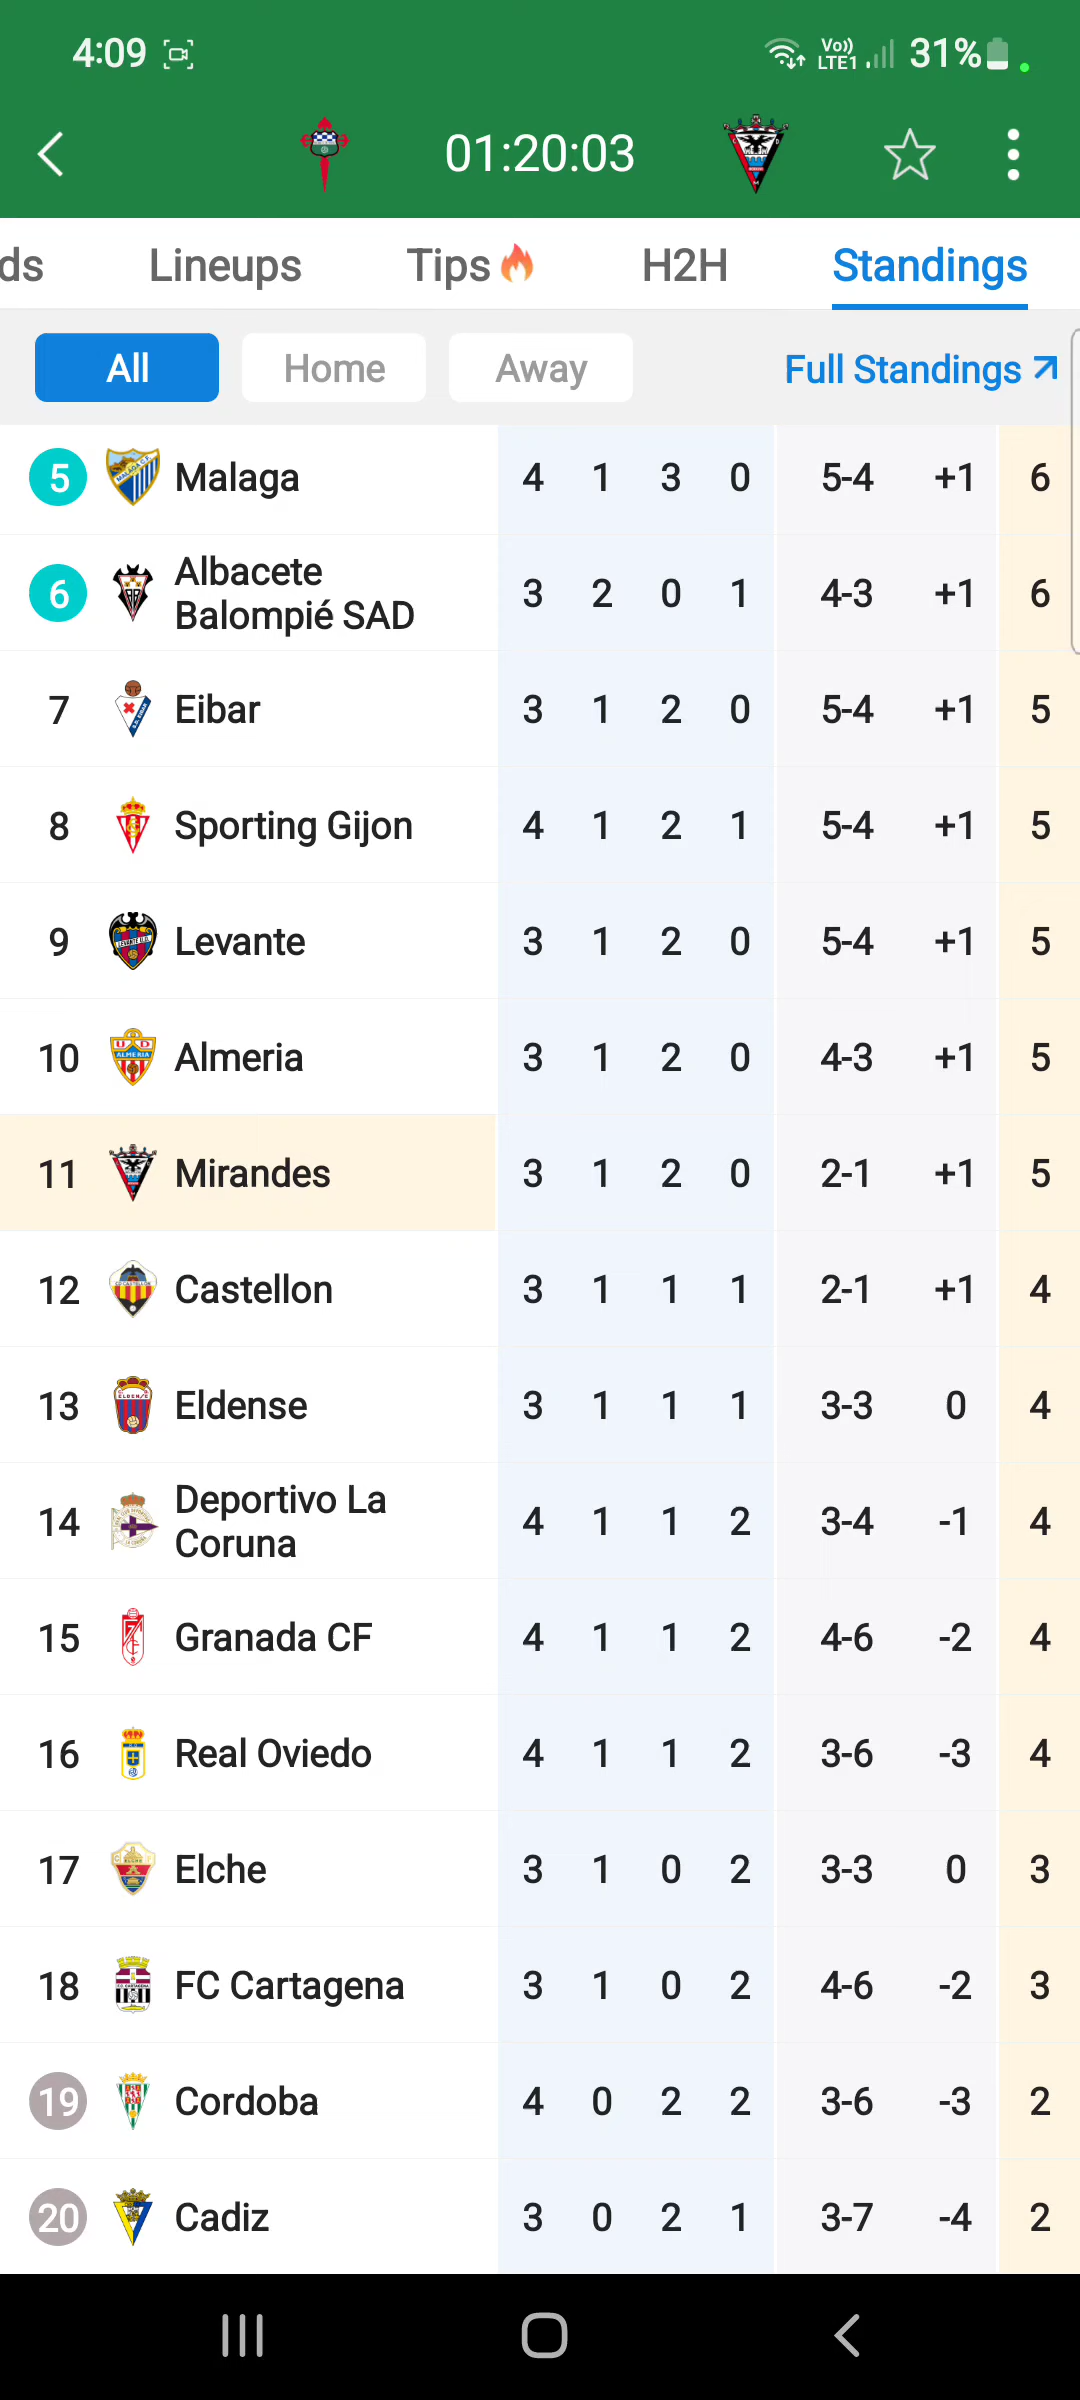 4:09 Vo)) LTE1 31%
01:20:03
ds Lineups Tips H2H Standings
All Home Away Full Standings
5 Malaga 4 1 3 0 5-4 +1 6
6 Albacete Balompié SAD 3 2 0 1 4-3 +1 6
7 Eibar 3 1 2 0 5-4 +1 5
8 Sporting Gijon 4 1 2 1 5-4 +1 5
9 Levante 3 1 2 0 5-4 +1 5
10 Almeria 3 1 2 0 4-3 +1 5
11 Mirandes 3 1 2 0 2-1 +1 5
12 Castellon 3 1 1 1 2-1 +1 4
13 Eldense 3 1 1 1 3-3 0 4
14 Deportivo La Coruna 4 1 1 2 3-4 -1 4
15 Granada CF 4 1 1 2 4-6 -2 4
16 Real Oviedo 4 1 1 2 3-6 -3 4
17 Elche 3 1 0 2 3-3 0 3
18 FC Cartagena 3 1 0 2 4-6 -2 3
19 Cordoba 4 0 2 2 3-6 -3 2
20 Cadiz 3 0 2 1 3-7 -4 2